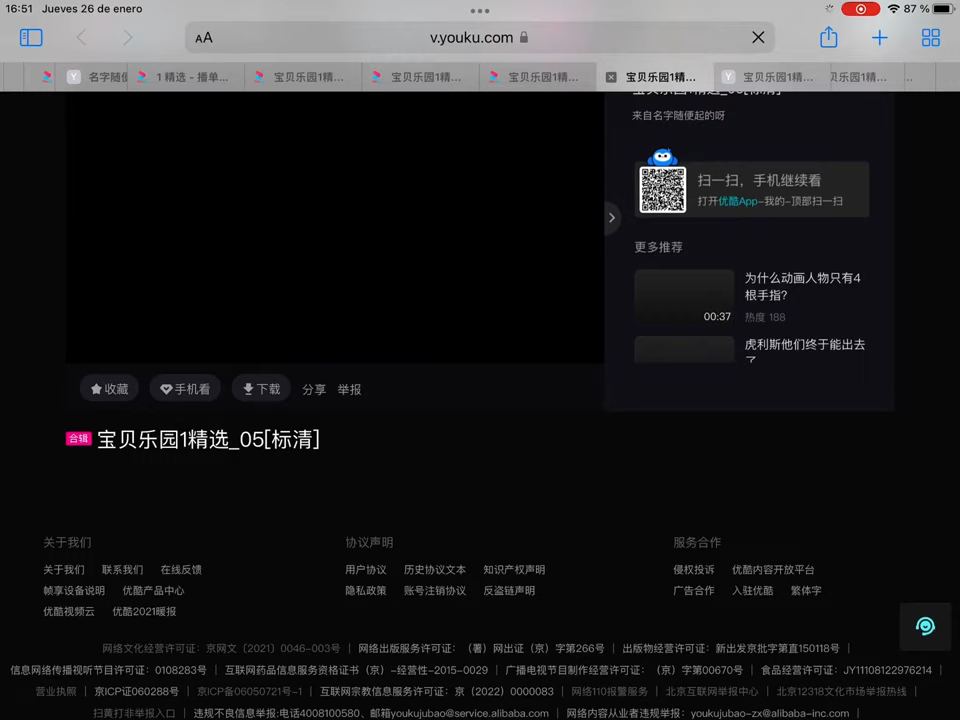 16:51 Jueves 26 de enero
87 %
AA v.youku.com
名字随便
1 精选 - 播单...
宝贝乐园1精...
宝贝乐园1精...
宝贝乐园1精...
宝贝乐园1精...
宝贝乐园1精...
贝乐园1精...
宝贝乐园1精选_05[标清]
来自名字随便起的呀
扫一扫，手机继续看
打开优酷App-我的-顶部扫一扫
更多推荐
为什么动画人物只有4
根手指?
00:37
热度 188
虎利斯他们终于能出去
了
收藏 手机看 下载 分享 举报
合辑 宝贝乐园1精选_05[标清]
关于我们
关于我们 联系我们 在线反馈
帧享设备说明 优酷产品中心
优酷视频云 优酷2021暖报
协议声明
用户协议 历史协议文本 知识产权声明
隐私政策 账号注销协议 反盗链声明
服务合作
侵权投诉 优酷内容开放平台
广告合作 入驻优酷 繁体字
网络文化经营许可证：京网文〔2021〕0046-003号 | 网络出版服务许可证：（署）网出证（京）字第266号 | 出版物经营许可证：新出发京批字第直150118号 |
信息网络传播视听节目许可证：0108283号 | 互联网药品信息服务资格证书（京）-经营性-2015-0029 | 广播电视节目制作经营许可证：（京）字第00670号 | 食品经营许可证：JY11108122976214 |
营业执照 | 京ICP证060288号 | 京ICP备06050721号-1 | 互联网宗教信息服务许可证：京（2022）0000083 | 网络110报警服务 | 北京互联网举报中心 | 北京12318文化市场举报热线 |
扫黄打非举报入口 | 违规不良信息举报:电话4008100580、邮箱youkujubao@service.alibaba.com | 网络内容从业者违规举报：youkujubao-zx@alibaba-inc.com |